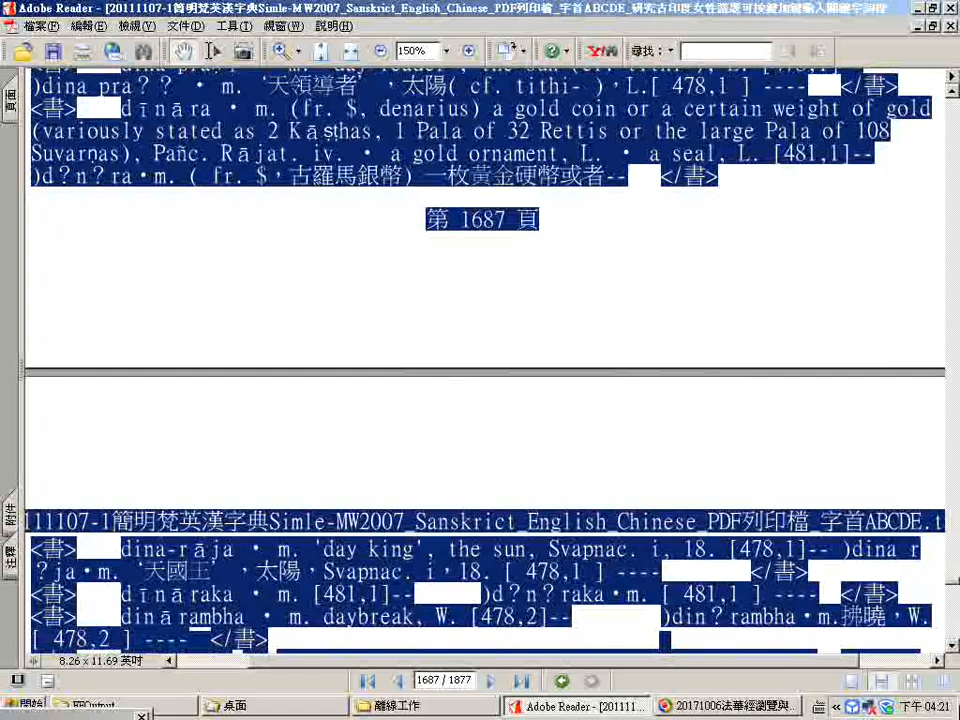 Adobe Reader - [20111107-1簡明梵英漢字典Simle-MW2007_Sanskrict_English_Chinese_PDF列印檔_字首ABCDE_研究古印度女性議題可按
檔案(F) 編輯(E) 檢視(V) 文件(D) 工具(T) 視窗(W) 說明(H)
150% 尋找:
頁面
)dina pra? ? • m. ‘天領導者’，太陽( cf. tithi- )，L.[ 478,1 ] ---- </書>
<書> dīnāra • m. (fr. $, denarius) a gold coin or a certain weight of gold
(variously stated as 2 Kāṣṭhas, 1 Pala of 32 Rettis or the large Pala of 108
Suvarṇas), Pañc. Rājat. iv. • a gold ornament, L. • a seal, L. [481,1]--
)d?n?ra•m. ( fr. $，古羅馬銀幣) 一枚黃金硬幣或者-- </書>
第 1687 頁
附件
注釋
11107-1簡明梵英漢字典Simle-MW2007_Sanskrict_English_Chinese_PDF列印檔_字首ABCDE.t
<書> dina-rāja • m. 'day king', the sun, Svapnac. i, 18. [478,1]-- )dina r
?ja•m. ‘天國王’，太陽，Svapnac. i，18. [ 478,1 ] ---- </書>
<書> dīnāraka • m. [481,1]-- )d?n?raka•m. [ 481,1 ] ---- </書>
<書> dinārambha • m. daybreak, W. [478,2]-- )din?rambha•m.拂曉，W.
[ 478,2 ] ---- </書>
8.26 x 11.69 英吋
1687 / 1877
開始 FFOutput 桌面 離線工作 Adobe Reader - [201111... 20171006法華經瀏覽與... 下午 04:21